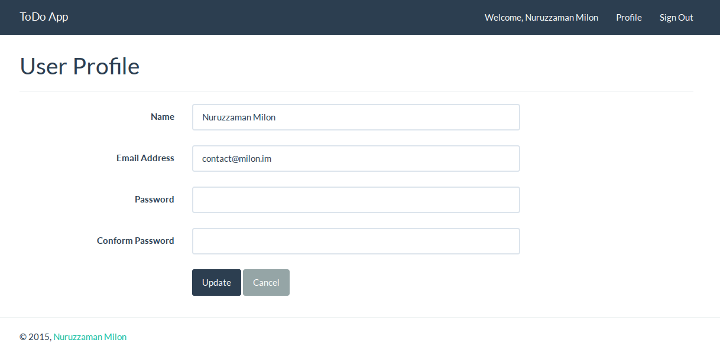 ToDo App
Welcome, Nuruzzaman Milon Profile Sign Out
User Profile
Name Nuruzzaman Milon
Email Address contact@milon.im
Password
Conform Password
Update Cancel
© 2015, Nuruzzaman Milon